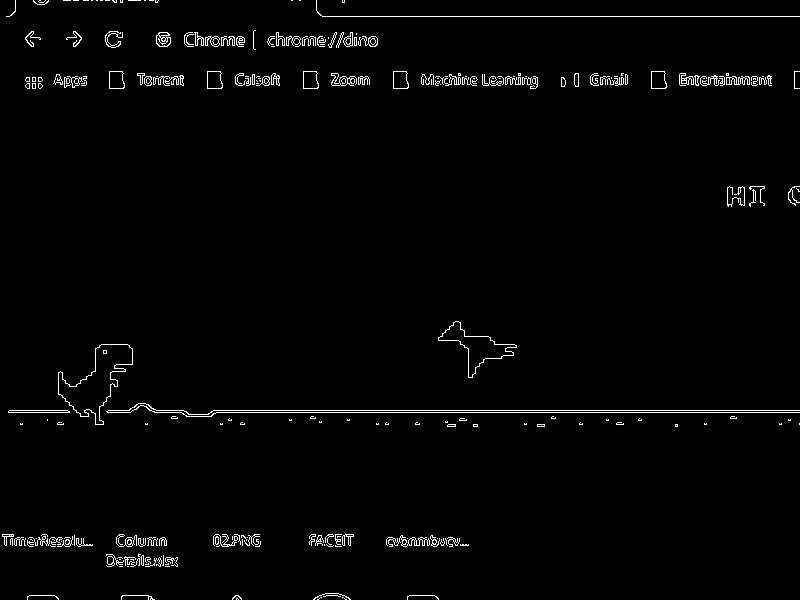 Chrome | chrome://dino
Apps Torrent Calsoft Zoom Machine Learning Gmail Entertainment
HI
TimerResolu... Column Details.xlsx 02.PNG FACEIT cvbnmbvcv...